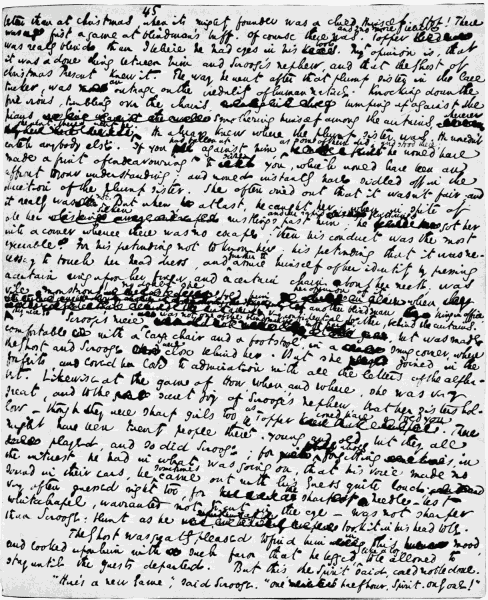 45
better than at Christmas, when its mighty founder was a child himself. Stop! There
was first a game at blindman's buff. Of course there was. And I no more believe Topper
was really blind than I believe he had eyes in his boots. My opinion is, that
it was a done thing between him and Scrooge's nephew, and that the Ghost of
Christmas Present knew it. The way he went after that plump sister in the lace
tucker, was an outrage on the credulity of human nature. Knocking down the
fire irons, tumbling over the chairs, bumping up against the
piano, smothering himself among the curtains, wherever
she went there went he. He always knew where the plump sister was. He wouldn't
catch anybody else. If you had fallen up against him as some of them did, and stood there, he would have
made a feint of endeavouring to seize you, which would have been an
affront to your understanding; and would instantly have sidled off in the
direction of the plump sister. She often cried out that it wasn't fair; and
it really was not. But when at last, he caught her; when, in spite of
all her silken rustlings, and her rapid flutterings past him, he got her
into a corner whence there was no escape; then his conduct was the most
execrable. For his pretending not to know her; his pretending that it was ne-
cessary to touch her head dress, and further to assure himself of her identity by pressing
a certain ring upon her finger, and a certain chain about her neck; was
vile, monstrous! No doubt she told him her opinion of it, when
another blind man being in office
they were so very confidential together, behind the curtains.
Scrooge's niece was not one of the blind man's buff party, but was made
comfortable with a large chair and a footstool, in a snug corner, where
the Ghost and Scrooge were close behind her. But she joined in the
forfeits, and loved her love to admiration with all the letters of the alpha-
bet. Likewise at the game of How, When and Where, she was very
great, and to the secret joy of Scrooge's nephew, beat her sisters hol-
low — though they were sharp girls too, as Topper could have told you. There
might have been twenty people there, young and old, but they all
played, and so did Scrooge; for, forgetting, in
the interest he had in what was going on, that his voice made no
sound in their ears, he sometimes came out with his guess quite loud, and
very often guessed right too; for the sharpest needle, best
Whitechapel, warranted not to cut in the eye — was not sharper
than Scrooge: blunt as he took it in his head to be.
The Ghost was greatly pleased to find him in this mood
and looked upon him with such favor that he begged like a boy to be allowed to
stay until the guests departed. But this the Spirit said could not be done.
"Here's a new game," said Scrooge. "One half hour, Spirit, only one!"